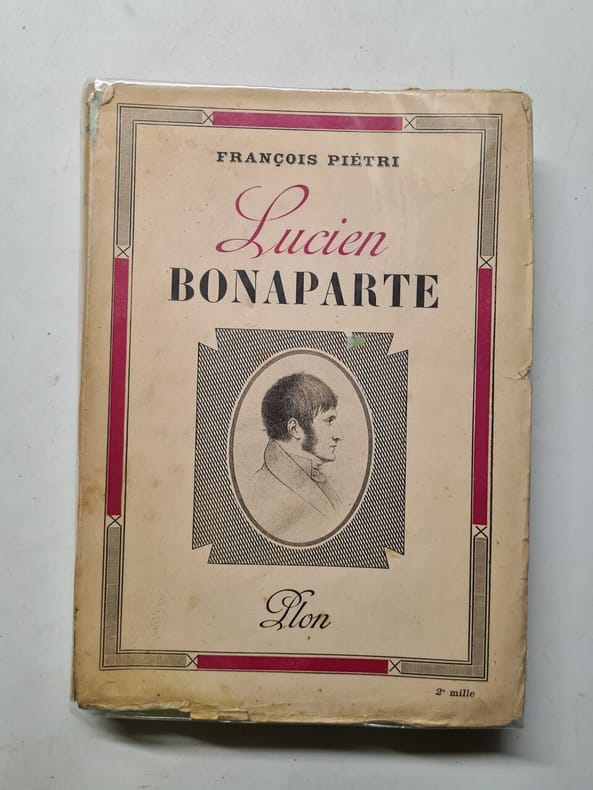 FRANÇOIS PIÉTRI
Lucien
BONAPARTE
Plon
2e mille